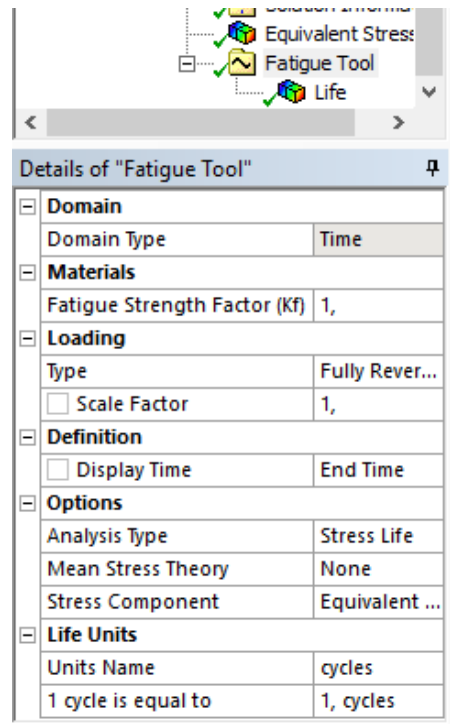 Equivalent Stress
Fatigue Tool
Life
Details of "Fatigue Tool"
Domain
Domain Type Time
Materials
Fatigue Strength Factor (Kf) 1,
Loading
Type Fully Rever...
Scale Factor 1,
Definition
Display Time End Time
Options
Analysis Type Stress Life
Mean Stress Theory None
Stress Component Equivalent ...
Life Units
Units Name cycles
1 cycle is equal to 1, cycles